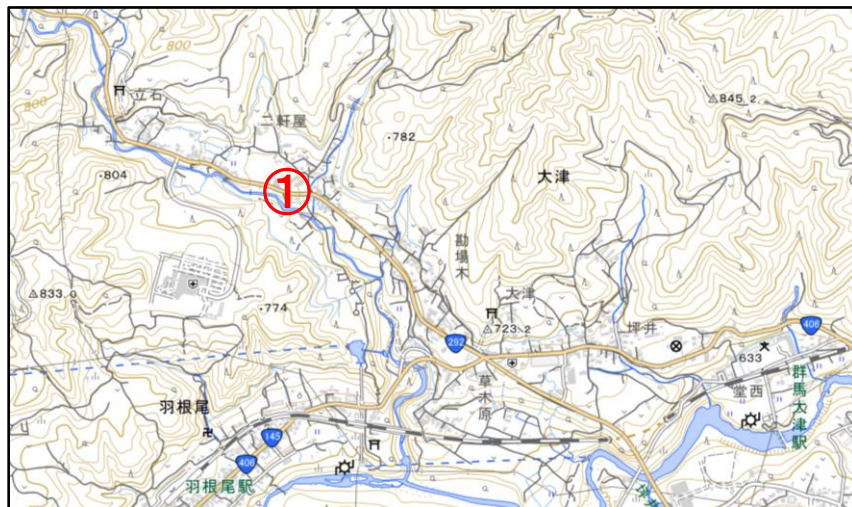 800
立石
二軒屋
800
・782
845.2
・804
①
大津
勘場木
833.0
・774
大津
723.2
坪井
406
292
633
草木原
堂西
群馬大津駅
羽根尾
145
406
羽根尾駅